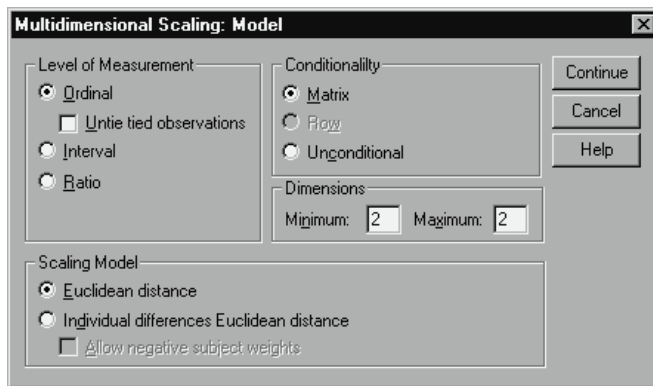 Multidimensional Scaling: Model
Level of Measurement
Ordinal
Untie tied observations
Interval
Ratio
Conditionalilty
Matrix
Row
Unconditional
Dimensions
Minimum: 2 Maximum: 2
Scaling Model
Euclidean distance
Individual differences Euclidean distance
Allow negative subject weights
Continue
Cancel
Help